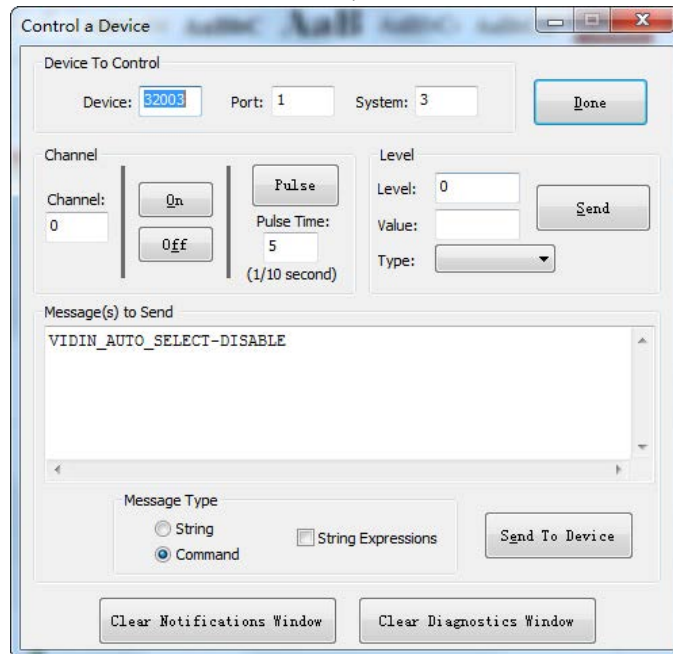 Control a Device
Device To Control
Device: 32003 Port: 1 System: 3
Done
Channel
Channel:
0
On
Off
Pulse
Pulse Time:
5
(1/10 second)
Level
Level: 0
Value:
Type:
Send
Message(s) to Send
VIDIN_AUTO_SELECT-DISABLE
Message Type
String
Command
String Expressions
Send To Device
Clear Notifications Window
Clear Diagnostics Window